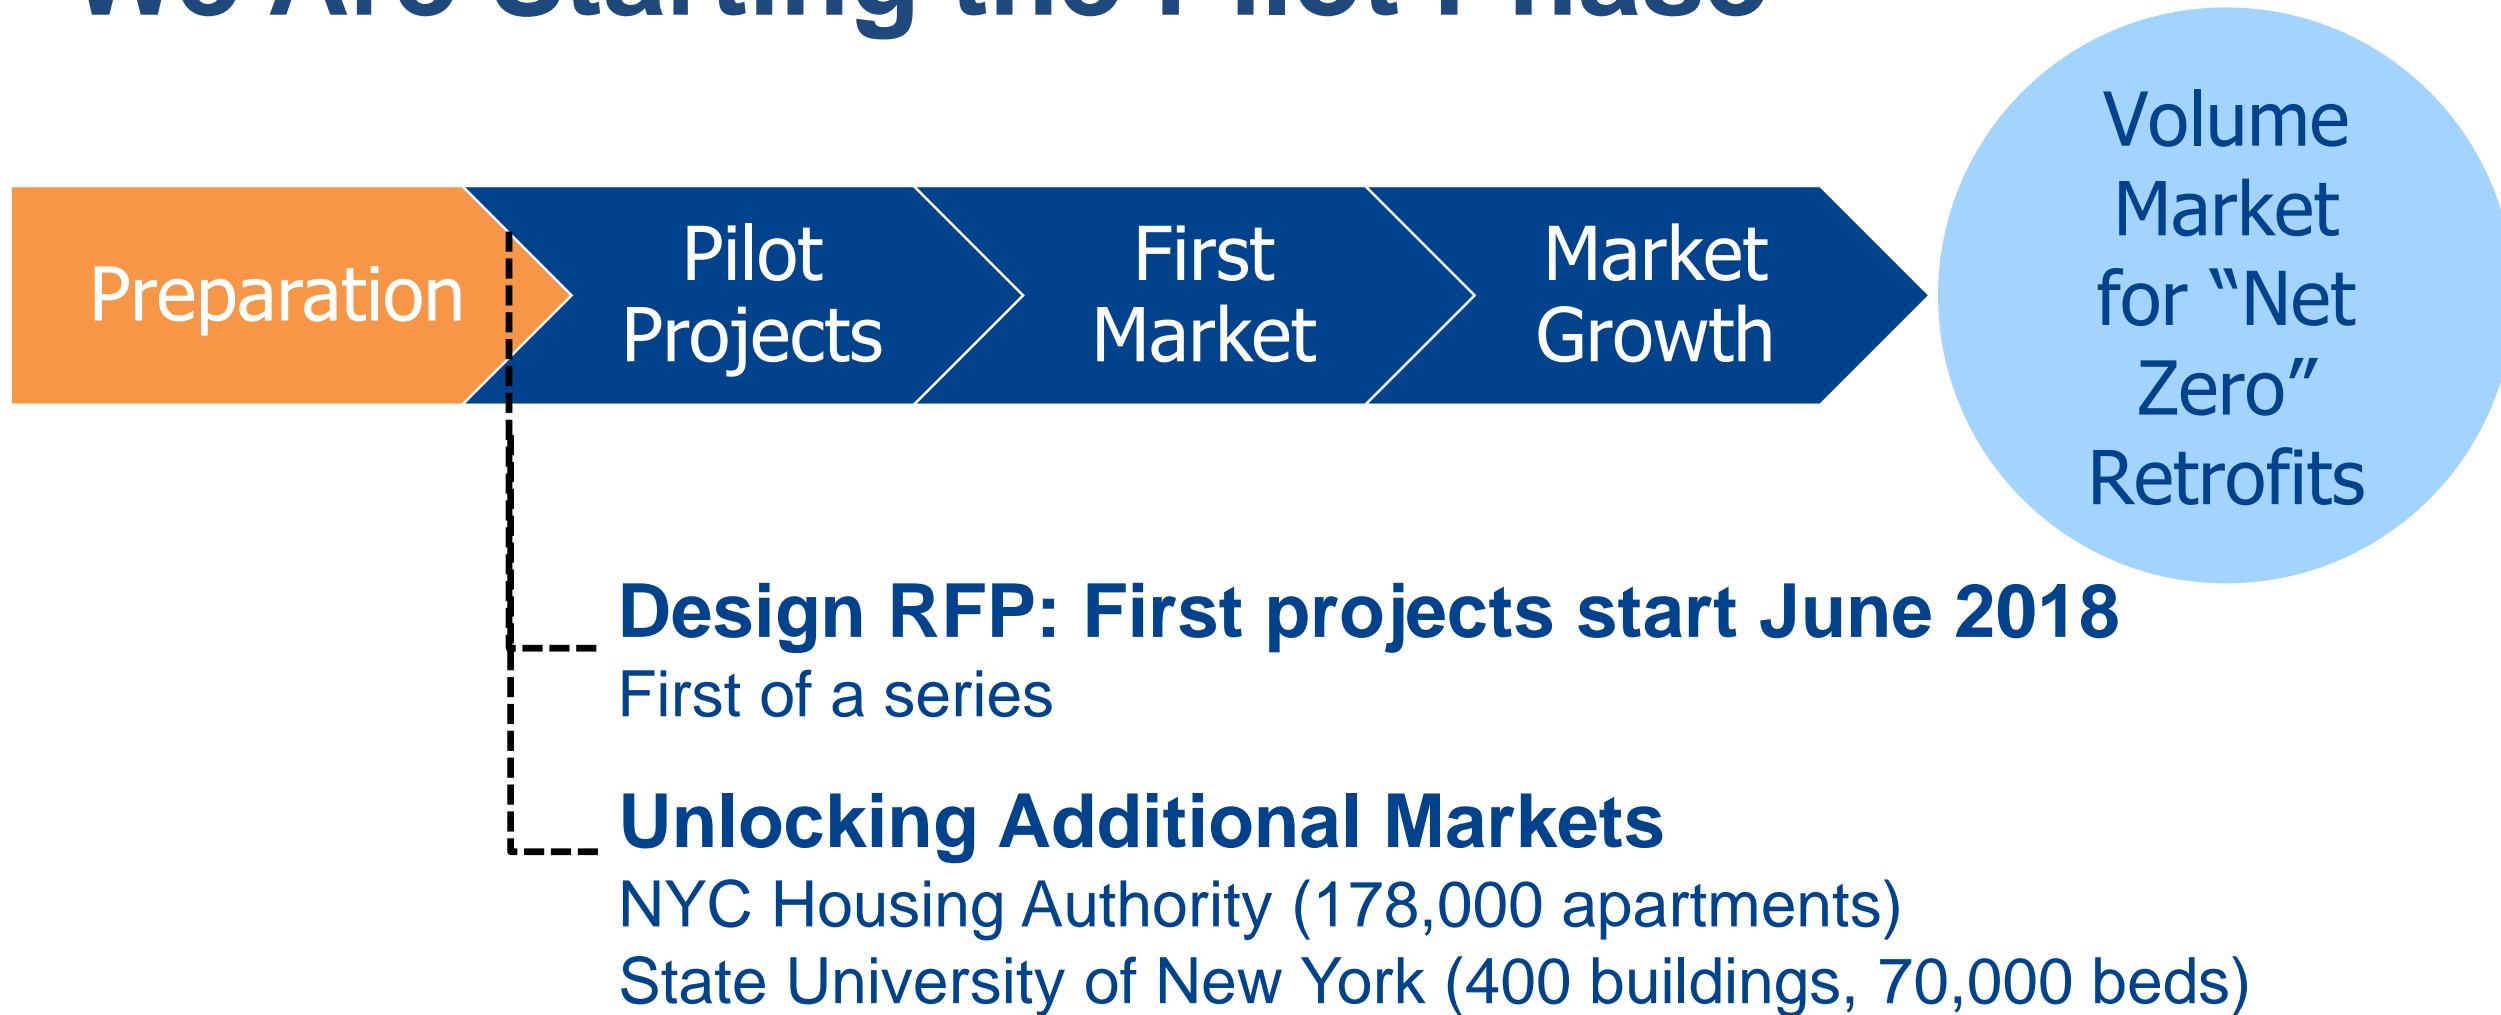 Preparation
Pilot
Projects
First
Market
Market
Growth
Volume
Market
for “Net
Zero”
Retrofits
Design RFP: First projects start June 2018
First of a series
Unlocking Additional Markets
NYC Housing Authority (178,000 apartments)
State University of New York (400 buildings, 70,000 beds)